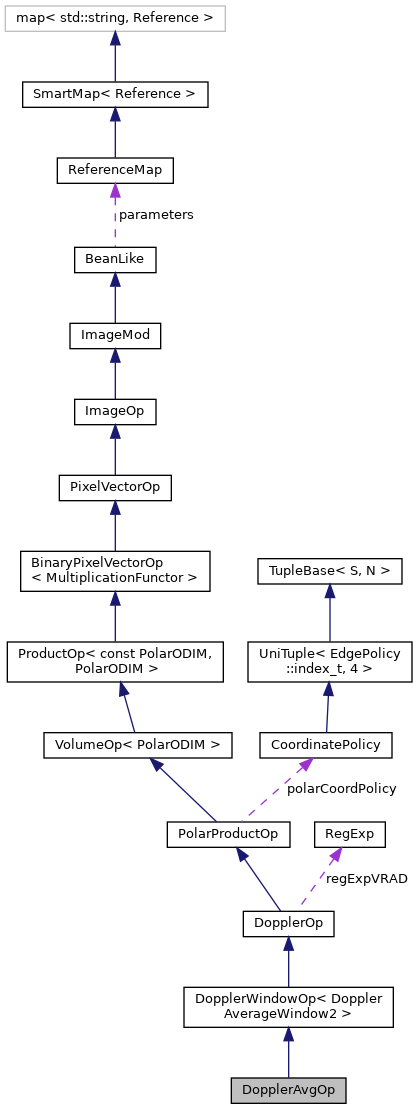 map< std::string, Reference >
SmartMap< Reference >
ReferenceMap
parameters
BeanLike
ImageMod
ImageOp
PixelVectorOp
BinaryPixelVectorOp
< MultiplicationFunctor >
TupleBase< S, N >
ProductOp< const PolarODIM,
PolarODIM >
UniTuple< EdgePolicy
::index_t, 4 >
VolumeOp< PolarODIM >
CoordinatePolicy
polarCoordPolicy
PolarProductOp
RegExp
regExpVRAD
DopplerOp
DopplerWindowOp< Doppler
AverageWindow2 >
DopplerAvgOp